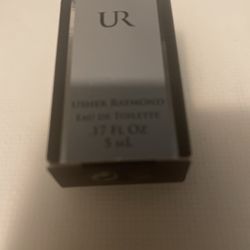 UR
USHER RAYMOND
EAU DE TOILETTE
.17 FL OZ
5 mL